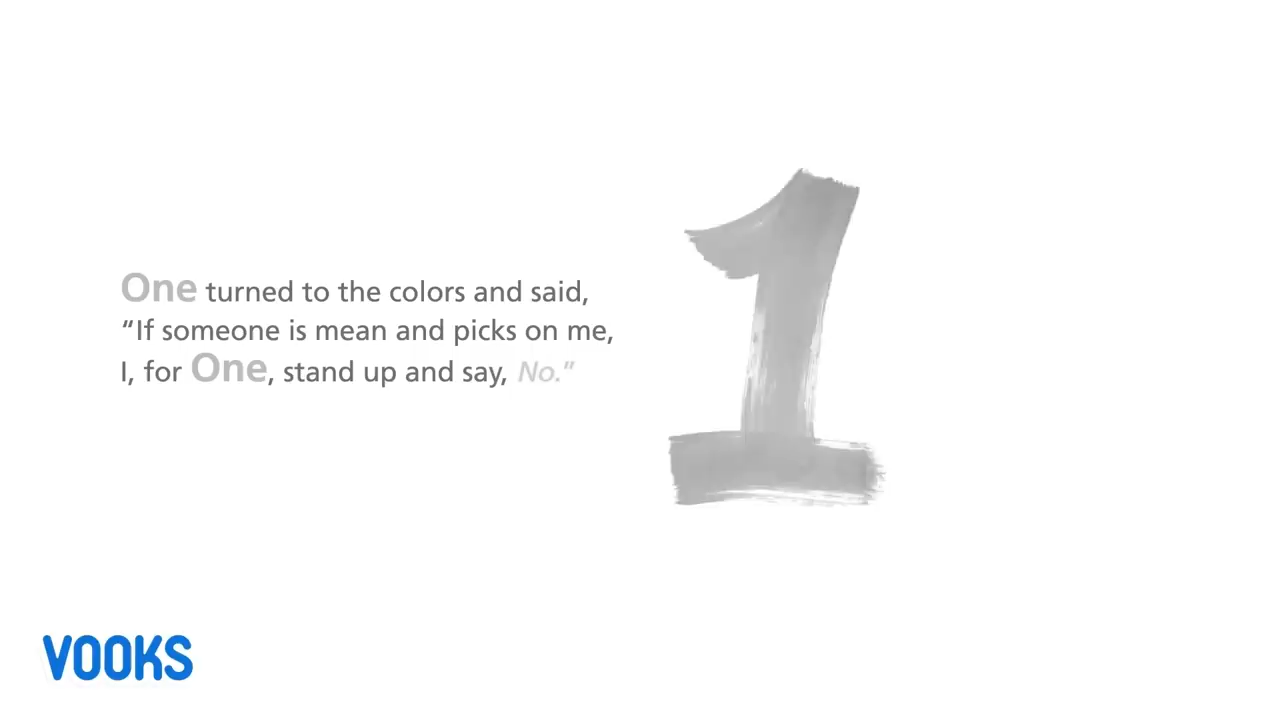 One turned to the colors and said,
“If someone is mean and picks on me,
I, for One, stand up and say, No.”
1
VOOKS